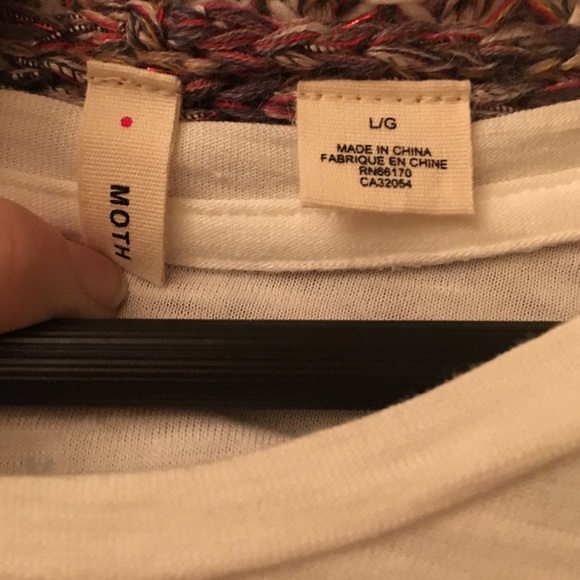 MOTH
L/G
MADE IN CHINA
FABRIQUE EN CHINE
RN66170
CA32054